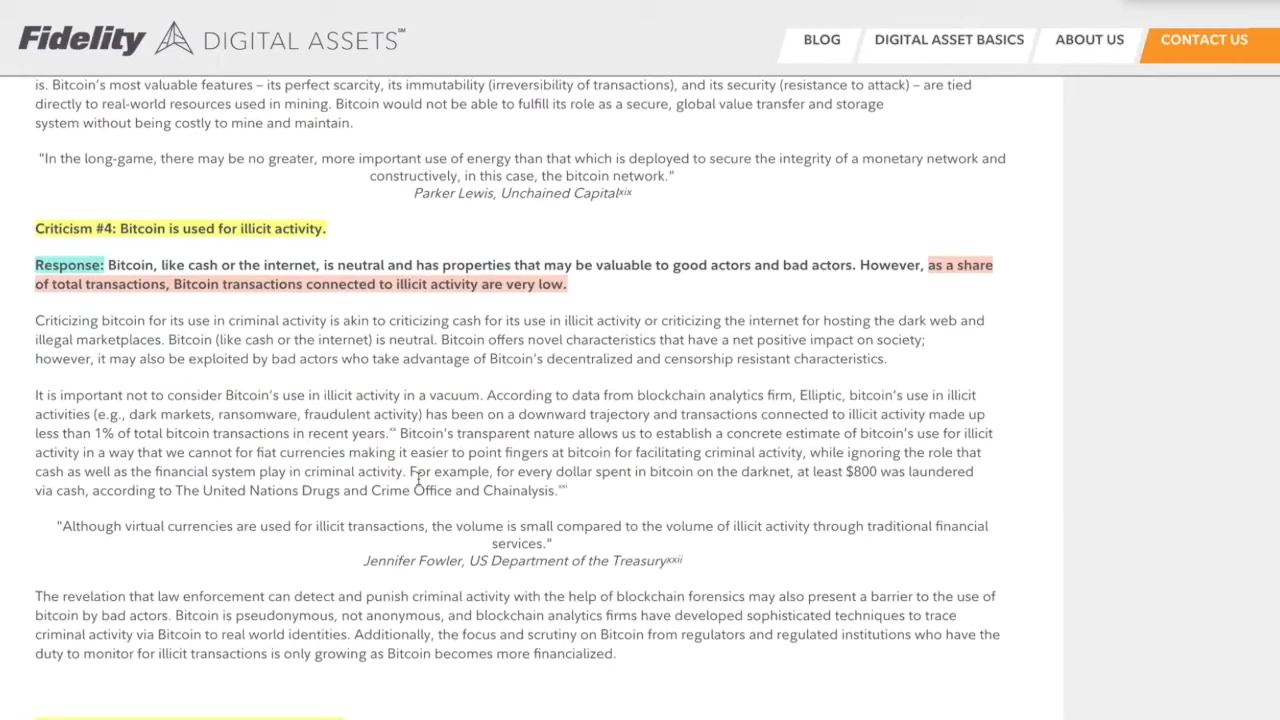 Fidelity DIGITAL ASSETS℠
BLOG
DIGITAL ASSET BASICS
ABOUT US
CONTACT US
is. Bitcoin's most valuable features – its perfect scarcity, its immutability (irreversibility of transactions), and its security (resistance to attack) – are tied
directly to real-world resources used in mining. Bitcoin would not be able to fulfill its role as a secure, global value transfer and storage
system without being costly to mine and maintain.
"In the long-game, there may be no greater, more important use of energy than that which is deployed to secure the integrity of a monetary network and
constructively, in this case, the bitcoin network."
Parker Lewis, Unchained Capitalxix
Criticism #4: Bitcoin is used for illicit activity.
Response: Bitcoin, like cash or the internet, is neutral and has properties that may be valuable to good actors and bad actors. However, as a share
of total transactions, Bitcoin transactions connected to illicit activity are very low.
Criticizing bitcoin for its use in criminal activity is akin to criticizing cash for its use in illicit activity or criticizing the internet for hosting the dark web and
illegal marketplaces. Bitcoin (like cash or the internet) is neutral. Bitcoin offers novel characteristics that have a net positive impact on society;
however, it may also be exploited by bad actors who take advantage of Bitcoin's decentralized and censorship resistant characteristics.
It is important not to consider Bitcoin's use in illicit activity in a vacuum. According to data from blockchain analytics firm, Elliptic, bitcoin's use in illicit
activities (e.g., dark markets, ransomware, fraudulent activity) has been on a downward trajectory and transactions connected to illicit activity made up
less than 1% of total bitcoin transactions in recent years.xx Bitcoin's transparent nature allows us to establish a concrete estimate of bitcoin's use for illicit
activity in a way that we cannot for fiat currencies making it easier to point fingers at bitcoin for facilitating criminal activity, while ignoring the role that
cash as well as the financial system play in criminal activity. For example, for every dollar spent in bitcoin on the darknet, at least $800 was laundered
via cash, according to The United Nations Drugs and Crime Office and Chainalysis.xxi
"Although virtual currencies are used for illicit transactions, the volume is small compared to the volume of illicit activity through traditional financial
services."
Jennifer Fowler, US Department of the Treasuryxxii
The revelation that law enforcement can detect and punish criminal activity with the help of blockchain forensics may also present a barrier to the use of
bitcoin by bad actors. Bitcoin is pseudonymous, not anonymous, and blockchain analytics firms have developed sophisticated techniques to trace
criminal activity via Bitcoin to real world identities. Additionally, the focus and scrutiny on Bitcoin from regulators and regulated institutions who have the
duty to monitor for illicit transactions is only growing as Bitcoin becomes more financialized.